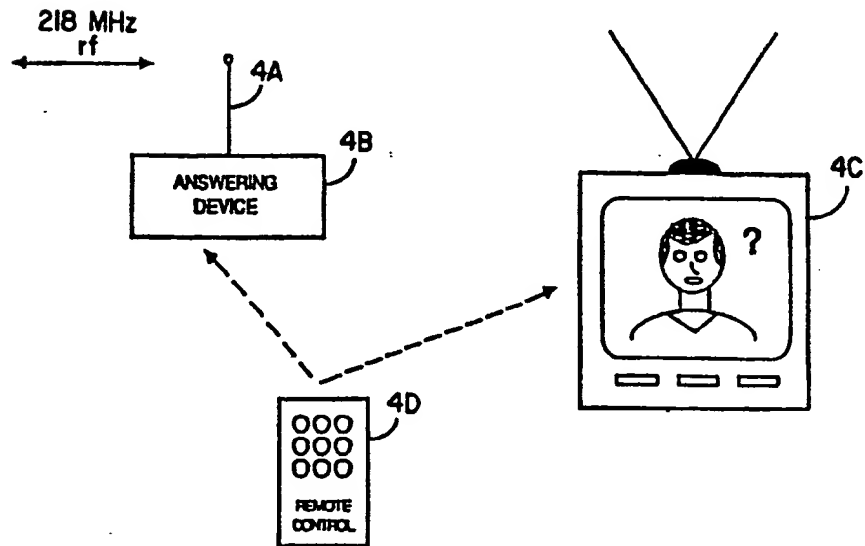 218 MHz
rf
4A
4B
ANSWERING
DEVICE
4C
?
4D
REMOTE
CONTROL